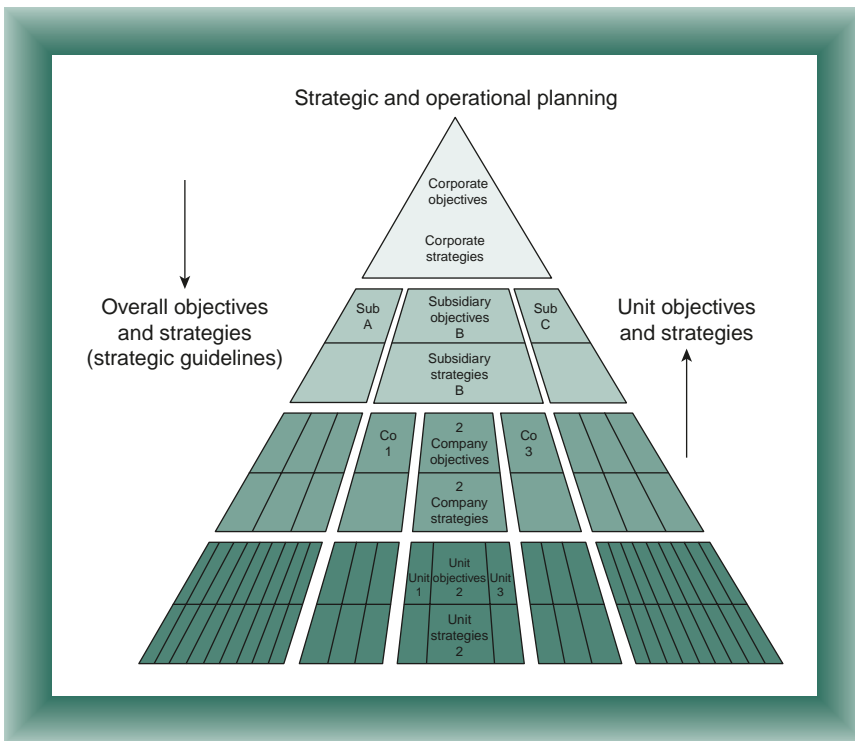 Strategic and operational planning
Corporate
objectives
Corporate
strategies
Overall objectives
and strategies
(strategic guidelines)
Sub
A
Subsidiary
objectives
B
Sub
C
Subsidiary
strategies
B
Unit objectives
and strategies
Co
1
2
Company
objectives
Co
3
2
Company
strategies
Unit
1
Unit
objectives
2
Unit
3
Unit
strategies
2